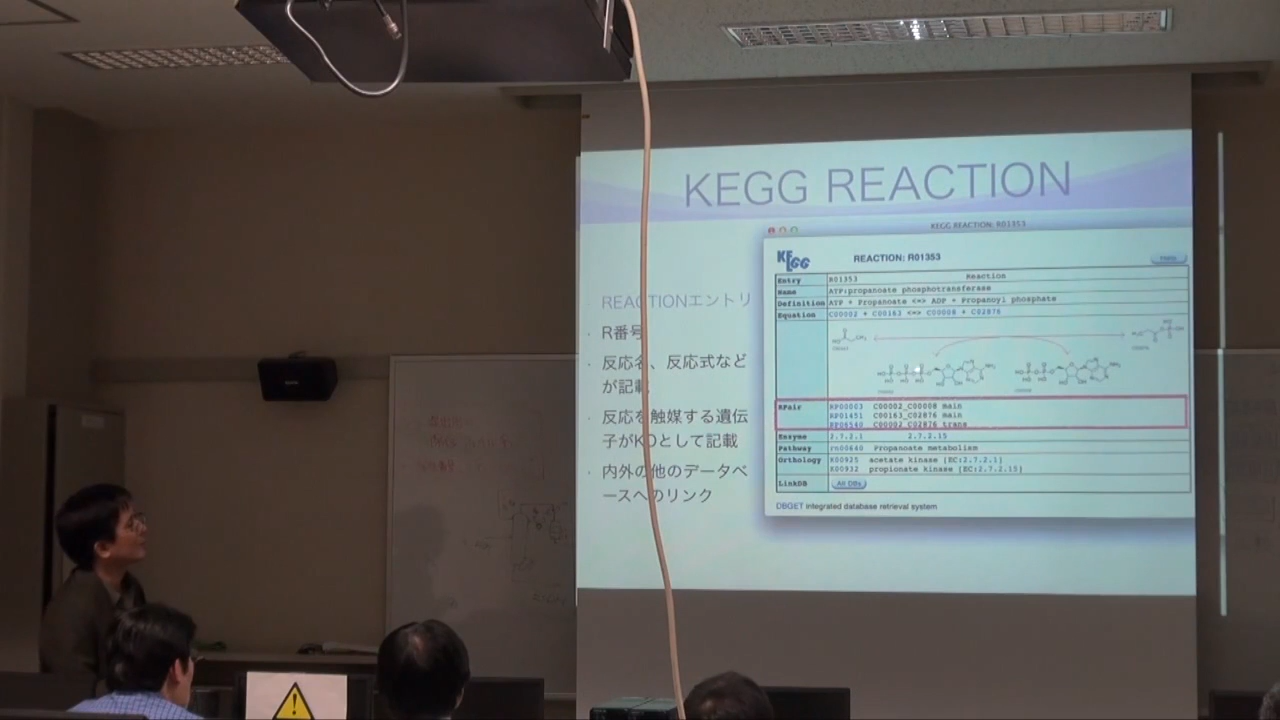 KEGG REACTION
REACTIONエントリ
R番号
反応名、反応式など
が記載
反応を触媒する遺伝
子がKOとして記載
内外の他のデータベ
ースへのリンク
KEGG REACTION: R01353
KEGG
REACTION: R01353
Help
Entry R01353 Reaction
Name ATP:propanoate phosphotransferase
Definition ATP + Propanoate <=> ADP + Propanoyl phosphate
Equation C00002 + C00163 <=> C00008 + C02876
RPair RP00003 C00002_C00008 main
RP01451 C00163_C02876 main
RP06540 C00002_C02876 trans
Enzyme 2.7.2.1 2.7.2.15
Pathway rn00640 Propanoate metabolism
Orthology K00925 acetate kinase [EC:2.7.2.1]
K00932 propionate kinase [EC:2.7.2.15]
LinkDB All DBs
DBGET integrated database retrieval system